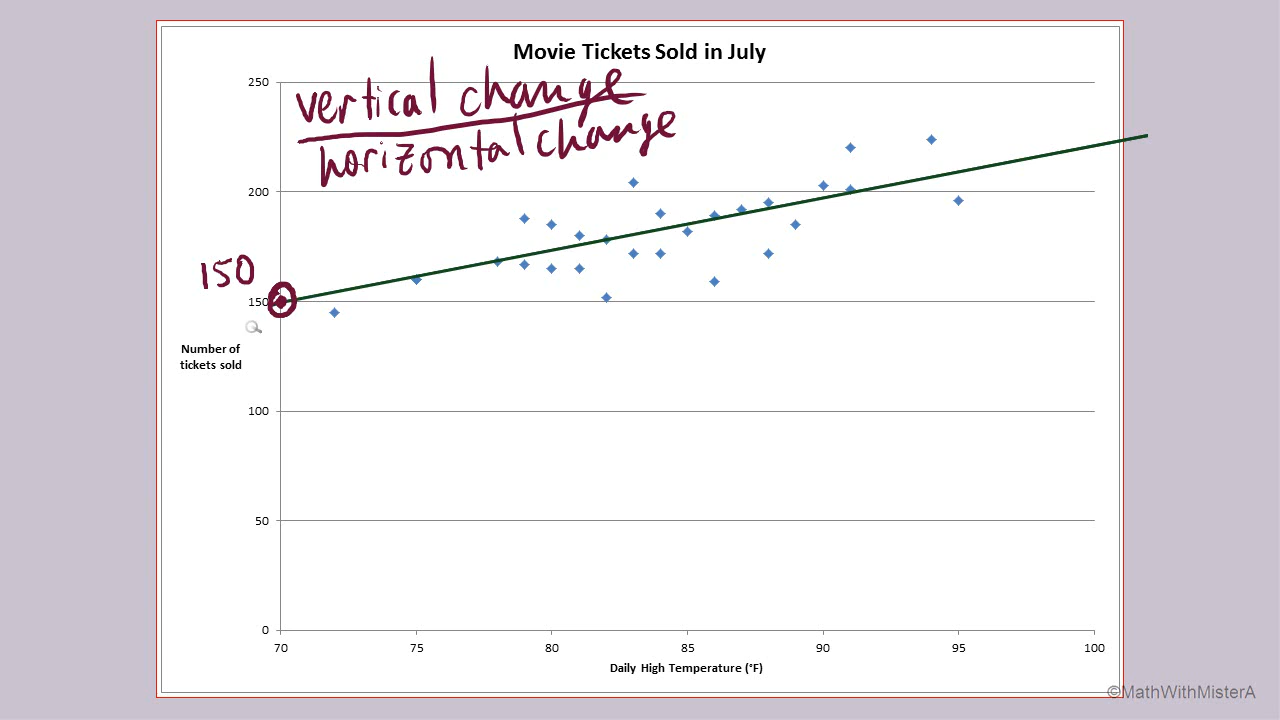 Movie Tickets Sold in July
250
vertical change
horizontal change
200
150
150
Number of
tickets sold
100
50
0
70 75 80 85 90 95 100
Daily High Temperature (°F)
©MathWithMisterA